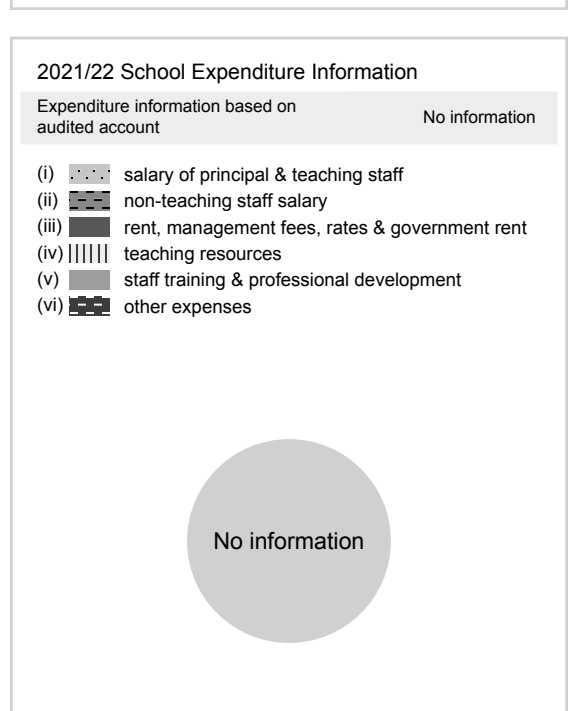 2021/22 School Expenditure Information
Expenditure information based on
audited account
No information
(i) salary of principal & teaching staff
(ii) non-teaching staff salary
(iii) rent, management fees, rates & government rent
(iv) teaching resources
(v) staff training & professional development
(vi) other expenses
No information